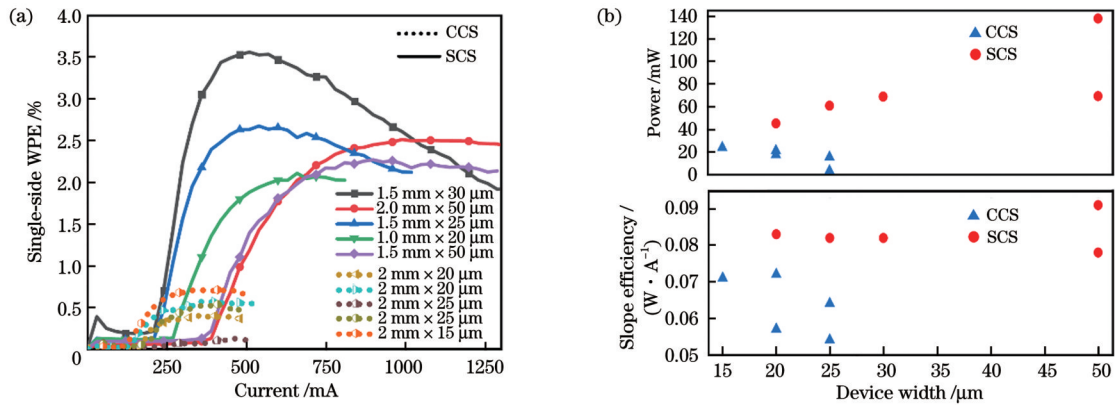 (a)
4.0
3.5
3.0
2.5
2.0
1.5
1.0
0.5
0
Single-side WPE /%
CCS
SCS
1.5 mm × 30 μm
2.0 mm × 50 μm
1.5 mm × 25 μm
1.0 mm × 20 μm
1.5 mm × 50 μm
2 mm × 20 μm
2 mm × 20 μm
2 mm × 25 μm
2 mm × 25 μm
2 mm × 15 μm
250 500 750 1000 1250
Current /mA
(b)
140
120
100
80
60
40
20
0
Power /mW
CCS
SCS
0.09
0.08
0.07
0.06
0.05
Slope efficiency /
(W · A⁻¹)
CCS
SCS
15 20 25 30 35 40 45 50
Device width /μm